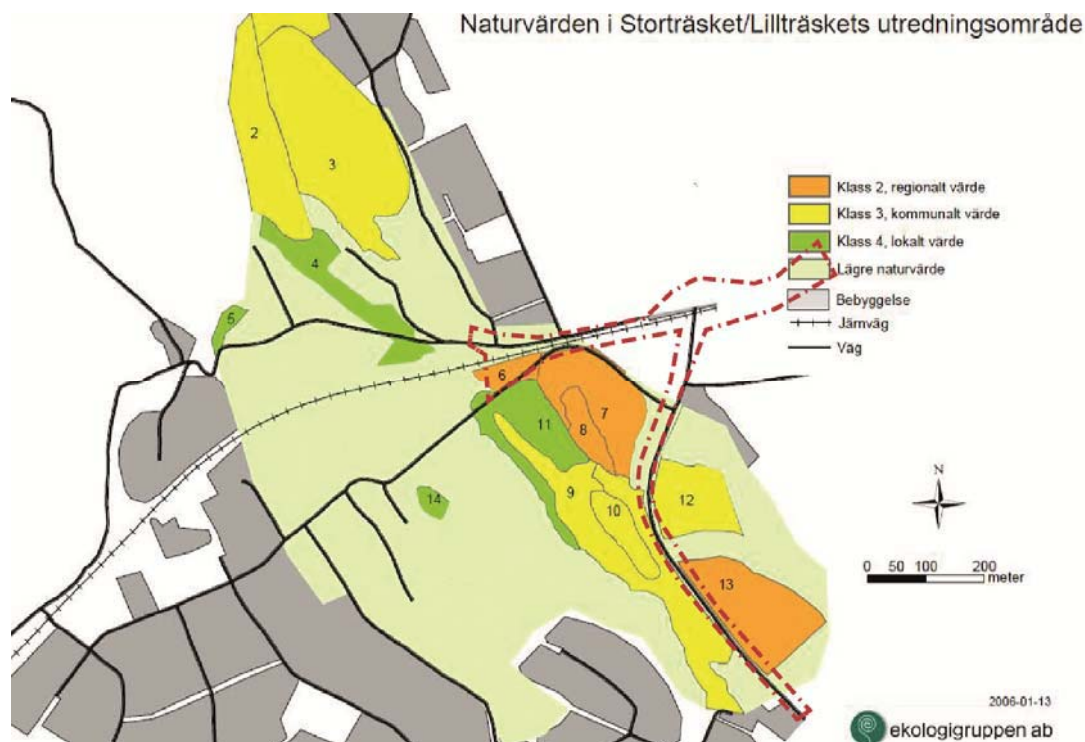 Naturvärden i Storträsket/Lillträskets utredningsområde
2
3
4
5
6
7
8
11
9
10
12
14
13
Klass 2, regionalt värde
Klass 3, kommunalt värde
Klass 4, lokalt värde
Lägre naturvärde
Bebyggelse
Järnväg
Väg
N
0 50 100 200
meter
2006-01-13
ekologigruppen ab